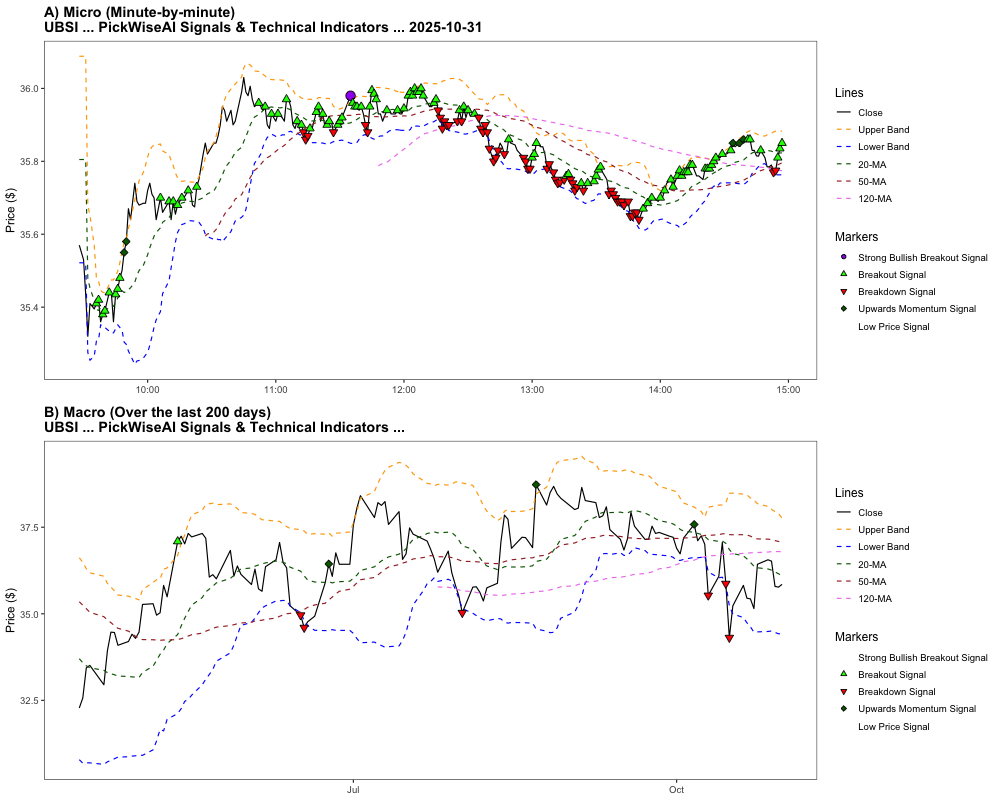 A) Micro (Minute-by-minute)
UBSI ... PickWiseAI Signals & Technical Indicators ... 2025-10-31
Price ($)
36.0
35.8
35.6
35.4
10:00
11:00
12:00
13:00
14:00
15:00
Lines
Close
Upper Band
Lower Band
20-MA
50-MA
120-MA
Markers
Strong Bullish Breakout Signal
Breakout Signal
Breakdown Signal
Upwards Momentum Signal
Low Price Signal
B) Macro (Over the last 200 days)
UBSI ... PickWiseAI Signals & Technical Indicators ...
Price ($)
37.5
35.0
32.5
Jul
Oct
Lines
Close
Upper Band
Lower Band
20-MA
50-MA
120-MA
Markers
Strong Bullish Breakout Signal
Breakout Signal
Breakdown Signal
Upwards Momentum Signal
Low Price Signal